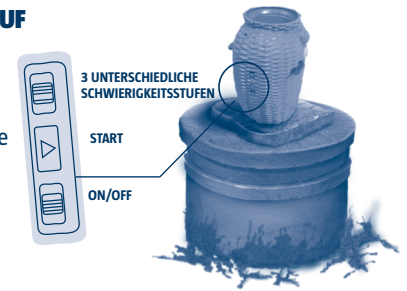 UF
3 UNTERSCHIEDLICHE
SCHWIERIGKEITSSTUFEN
e
START
ON/OFF